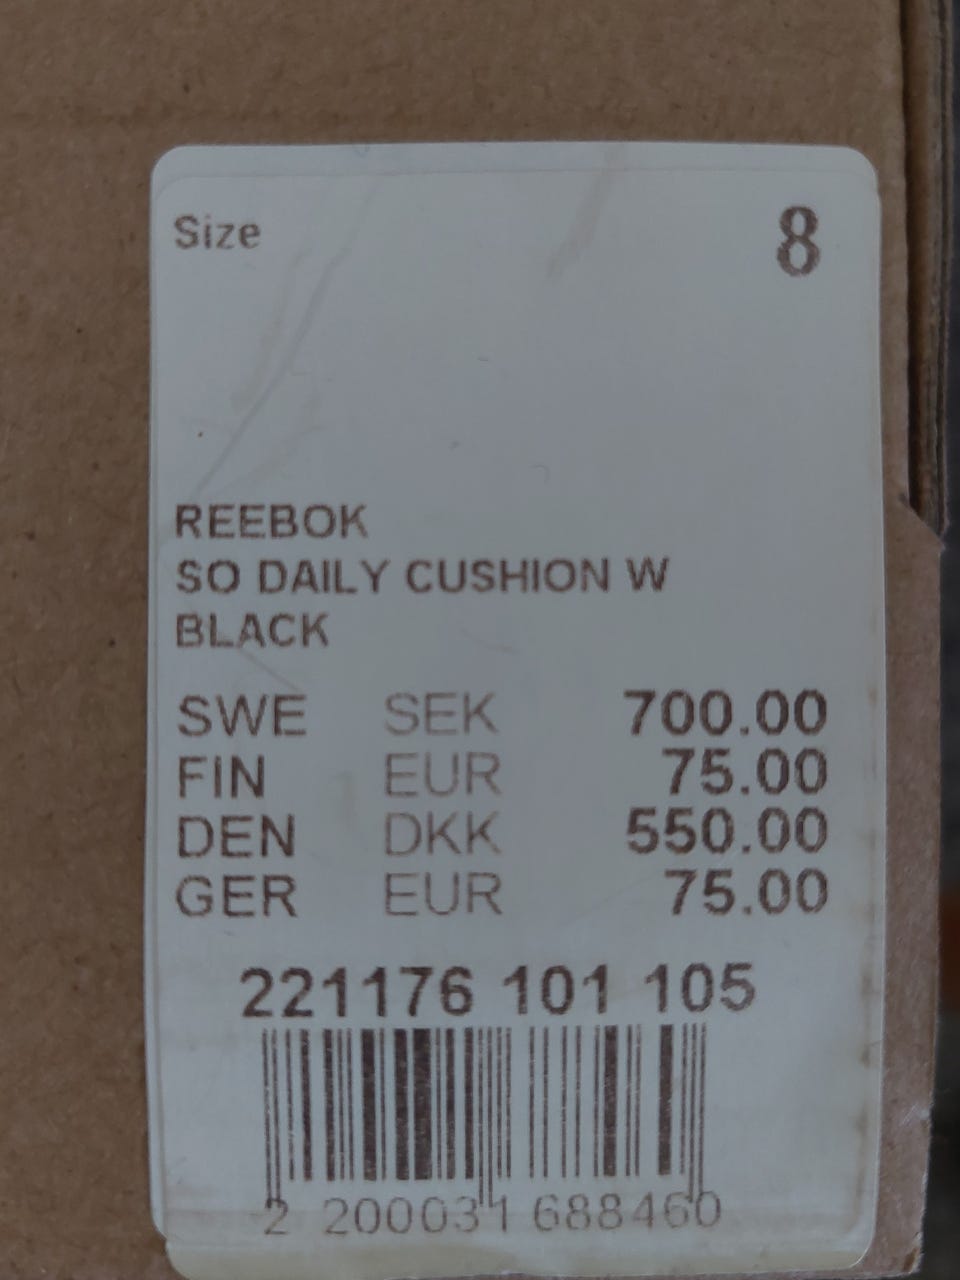 Size 8
REEBOK
SO DAILY CUSHION W
BLACK
SWE SEK 700.00
FIN EUR 75.00
DEN DKK 550.00
GER EUR 75.00
221176 101 105
2 200031 688460